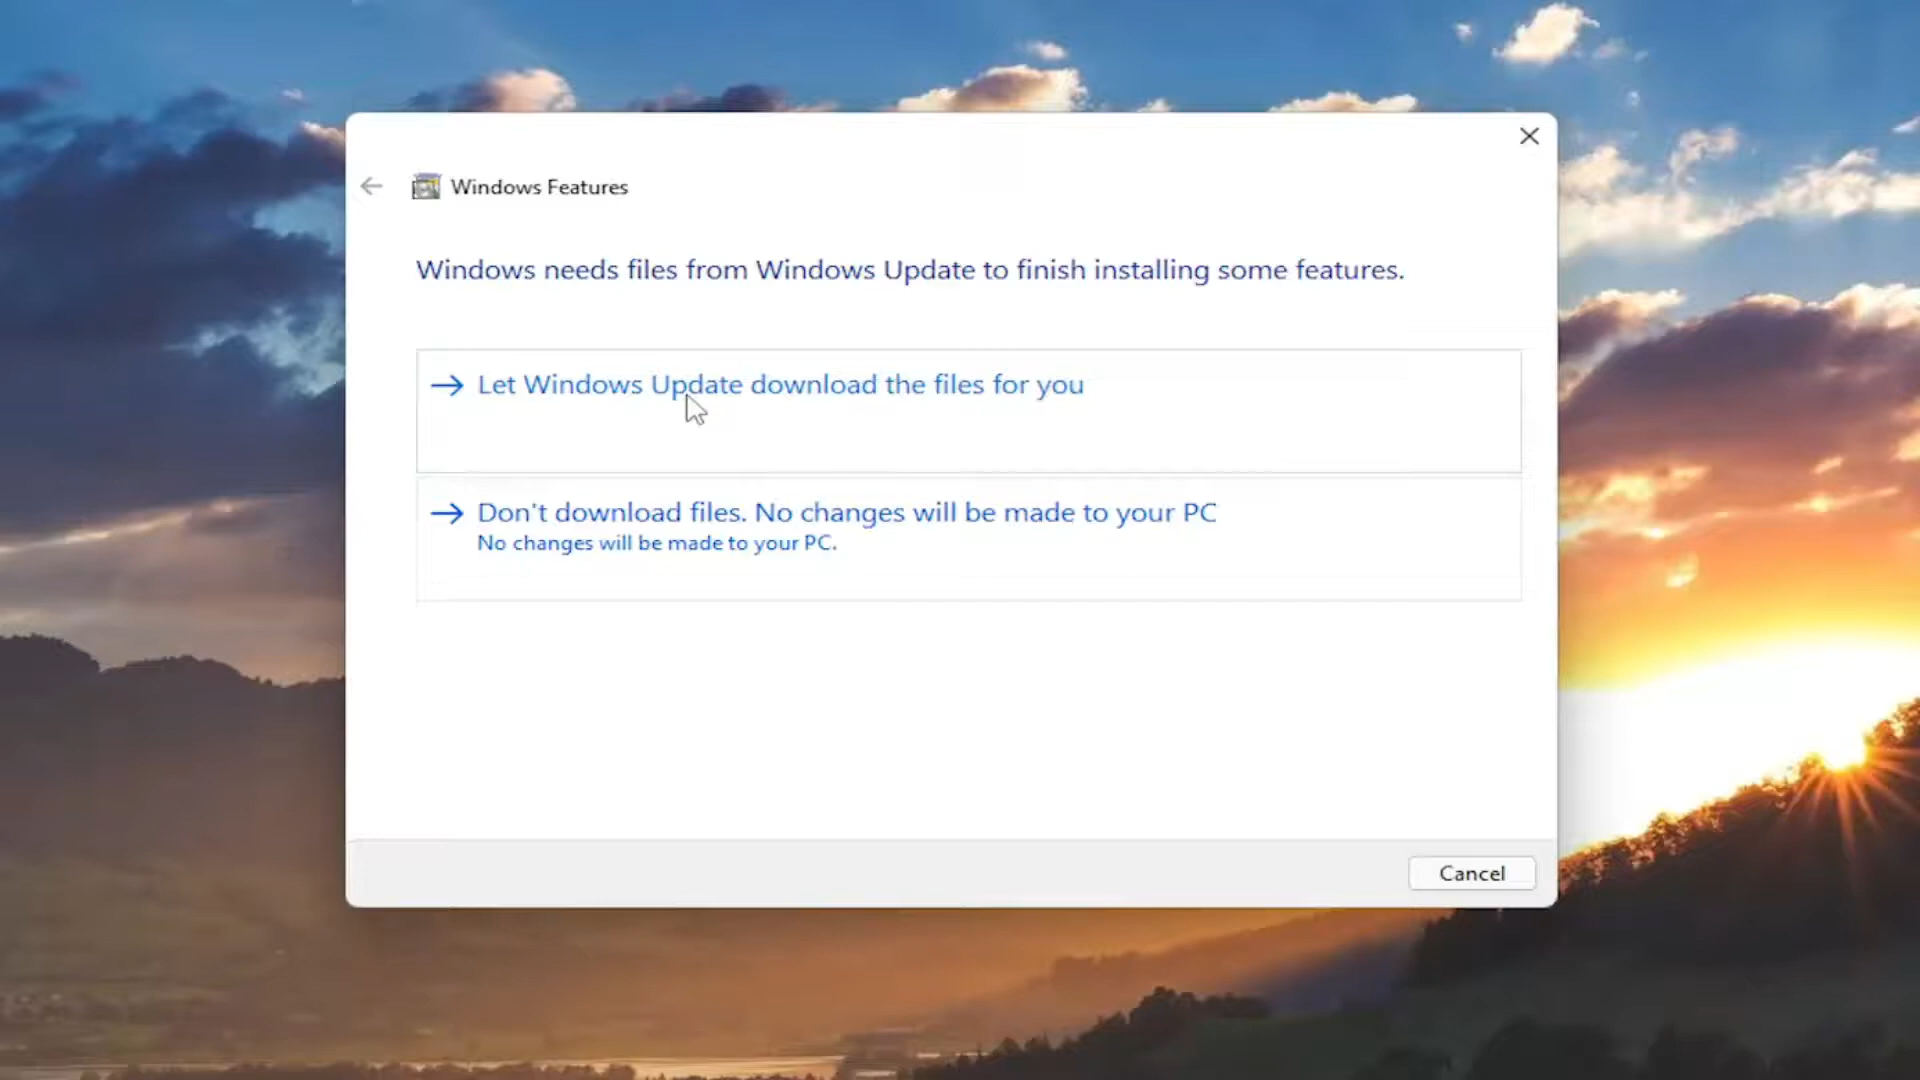 Windows Features
Windows needs files from Windows Update to finish installing some features.
Let Windows Update download the files for you
Don't download files. No changes will be made to your PC
No changes will be made to your PC.
Cancel